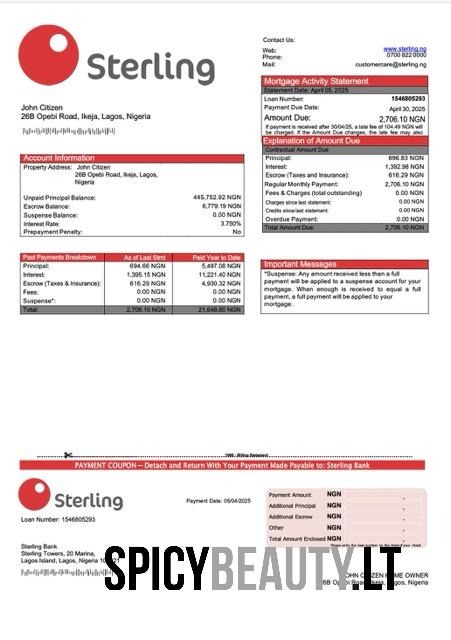 Sterling
Contact Us:
Web: www.sterling.ng
Phone: 0700 822 0000
Mail: customercare@sterling.ng
Mortgage Activity Statement
Statement Date: April 05, 2025
Loan Number: 1546805293
Payment Due Date: April 30, 2025
Amount Due: 2,706.10 NGN
If payment is received after 30/04/25, a late fee of 104.49 NGN will
be charged. If the Amount Due changes, the late fee may also
Explanation of Amount Due
Contractual Amount Due
Principal: 696.83 NGN
Interest: 1,392.98 NGN
Escrow (Taxes and Insurance): 616.29 NGN
Regular Monthly Payment: 2,706.10 NGN
Fees & Charges (total outstanding): 0.00 NGN
Charges since last statement: 0.00 NGN
Credits since last statement: 0.00 NGN
Overdue Payment: 0.00 NGN
Total Amount Due: 2,706.10 NGN
John Citizen
26B Opebi Road, Ikeja, Lagos, Nigeria
Account Information
Property Address: John Citizen
26B Opebi Road, Ikeja, Lagos,
Nigeria
Unpaid Principal Balance: 445,752.92 NGN
Escrow Balance: 6,779.19 NGN
Suspense Balance: 0.00 NGN
Interest Rate: 3.750%
Prepayment Penalty: No
Past Payments Breakdown As of Last Stmt Paid Year to Date
Principal: 694.66 NGN 5,497.08 NGN
Interest: 1,395.15 NGN 11,221.40 NGN
Escrow (Taxes & Insurance): 616.29 NGN 4,930.32 NGN
Fees: 0.00 NGN 0.00 NGN
Suspense*: 0.00 NGN 0.00 NGN
Total: 2,706.10 NGN 21,648.80 NGN
Important Messages
*Suspense: Any amount received less than a full
payment will be applied to a suspense account for your
mortgage. When enough is received to equal a full
payment, a full payment will be applied to your
mortgage.
Billing Statement
PAYMENT COUPON – Detach and Return With Your Payment Made Payable to: Sterling Bank
Sterling
Payment Date: 05/04/2025
Loan Number: 1546805293
Payment Amount NGN .
Additional Principal NGN .
Additional Escrow NGN .
Other NGN .
Total Amount Enclosed NGN .
Sterling Bank
Sterling Towers, 20 Marina,
Lagos Island, Lagos, Nigeria
JOHN CITIZEN HOME OWNER
26B Opebi Road, Ikeja, Lagos, Nigeria
SPICYBEAUTY.LT